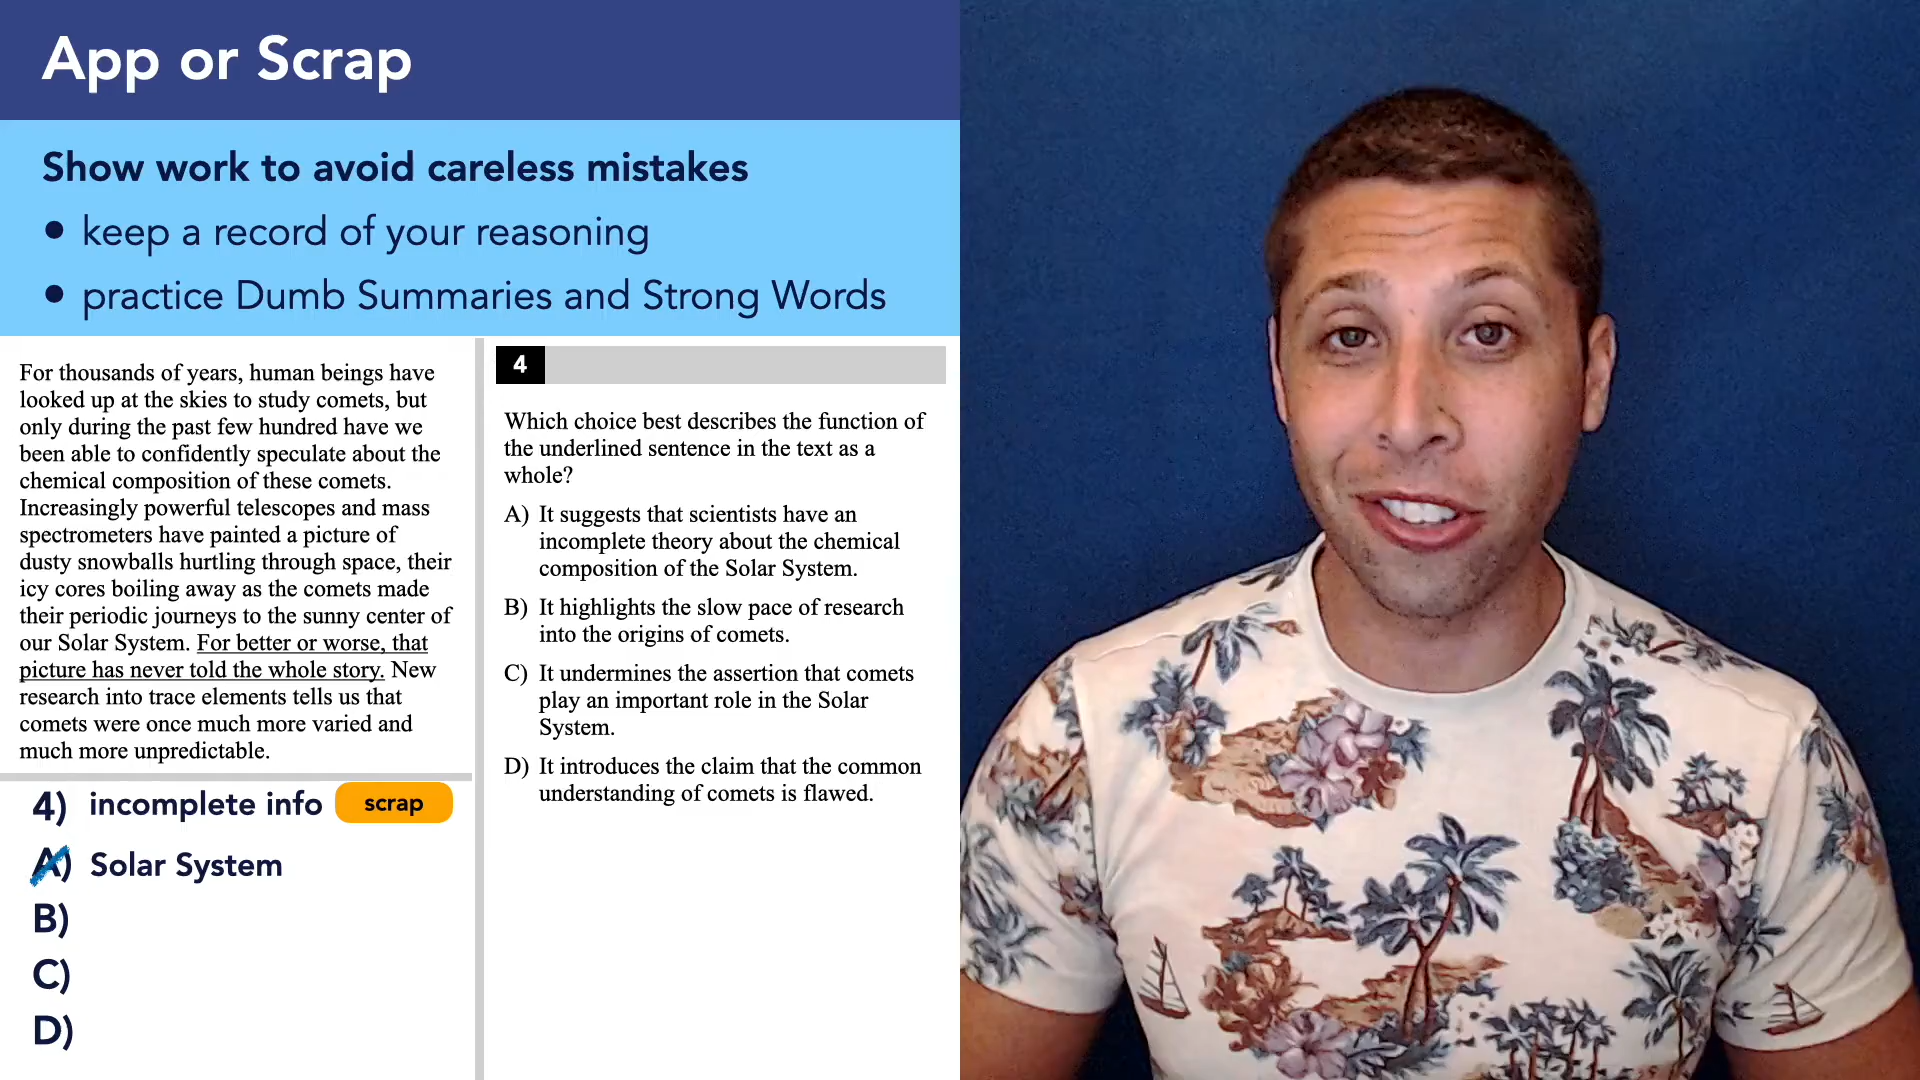 App or Scrap
Show work to avoid careless mistakes
• keep a record of your reasoning
• practice Dumb Summaries and Strong Words
For thousands of years, human beings have
looked up at the skies to study comets, but
only during the past few hundred have we
been able to confidently speculate about the
chemical composition of these comets.
Increasingly powerful telescopes and mass
spectrometers have painted a picture of
dusty snowballs hurtling through space, their
icy cores boiling away as the comets made
their periodic journeys to the sunny center of
our Solar System. For better or worse, that
picture has never told the whole story. New
research into trace elements tells us that
comets were once much more varied and
much more unpredictable.
4) incomplete info scrap
A) Solar System
B)
C)
D)
4
Which choice best describes the function of
the underlined sentence in the text as a
whole?
A) It suggests that scientists have an
incomplete theory about the chemical
composition of the Solar System.
B) It highlights the slow pace of research
into the origins of comets.
C) It undermines the assertion that comets
play an important role in the Solar
System.
D) It introduces the claim that the common
understanding of comets is flawed.